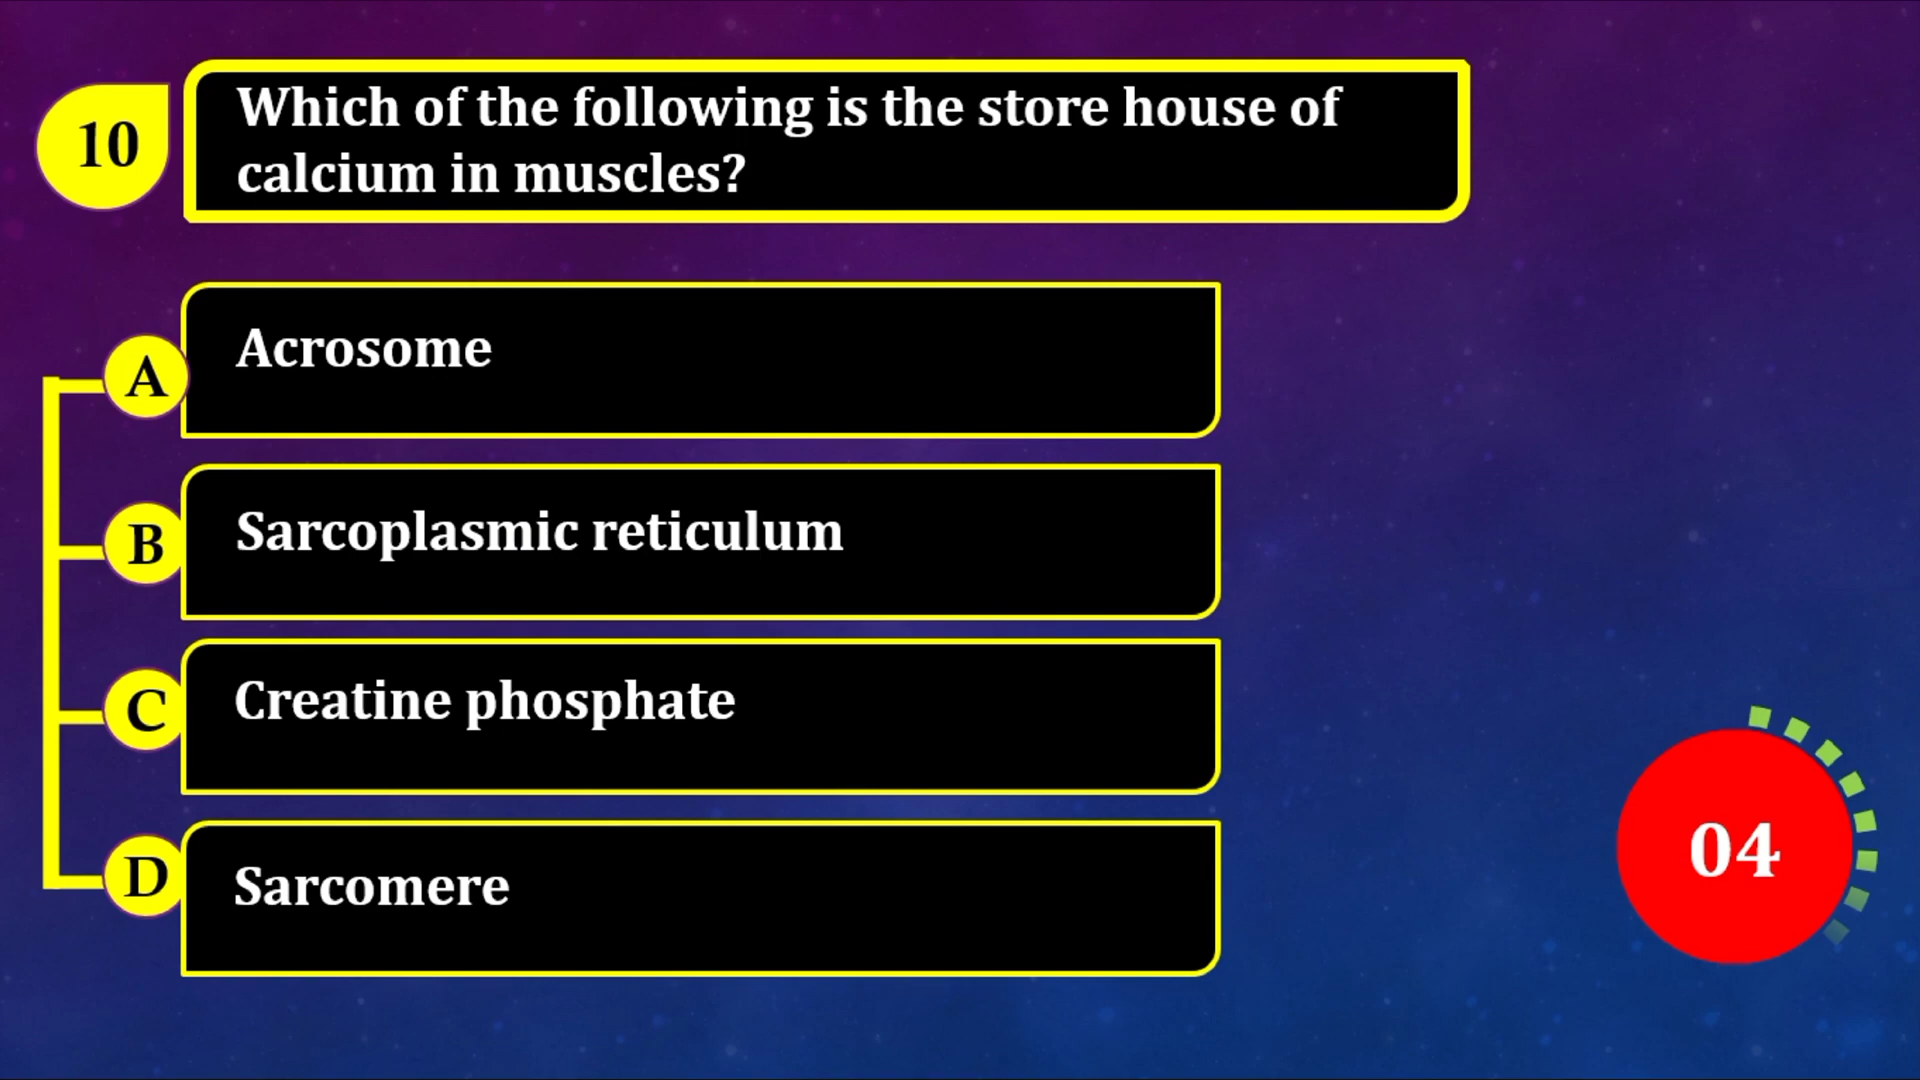 10
Which of the following is the store house of
calcium in muscles?
A
Acrosome
B
Sarcoplasmic reticulum
C
Creatine phosphate
D
Sarcomere
04